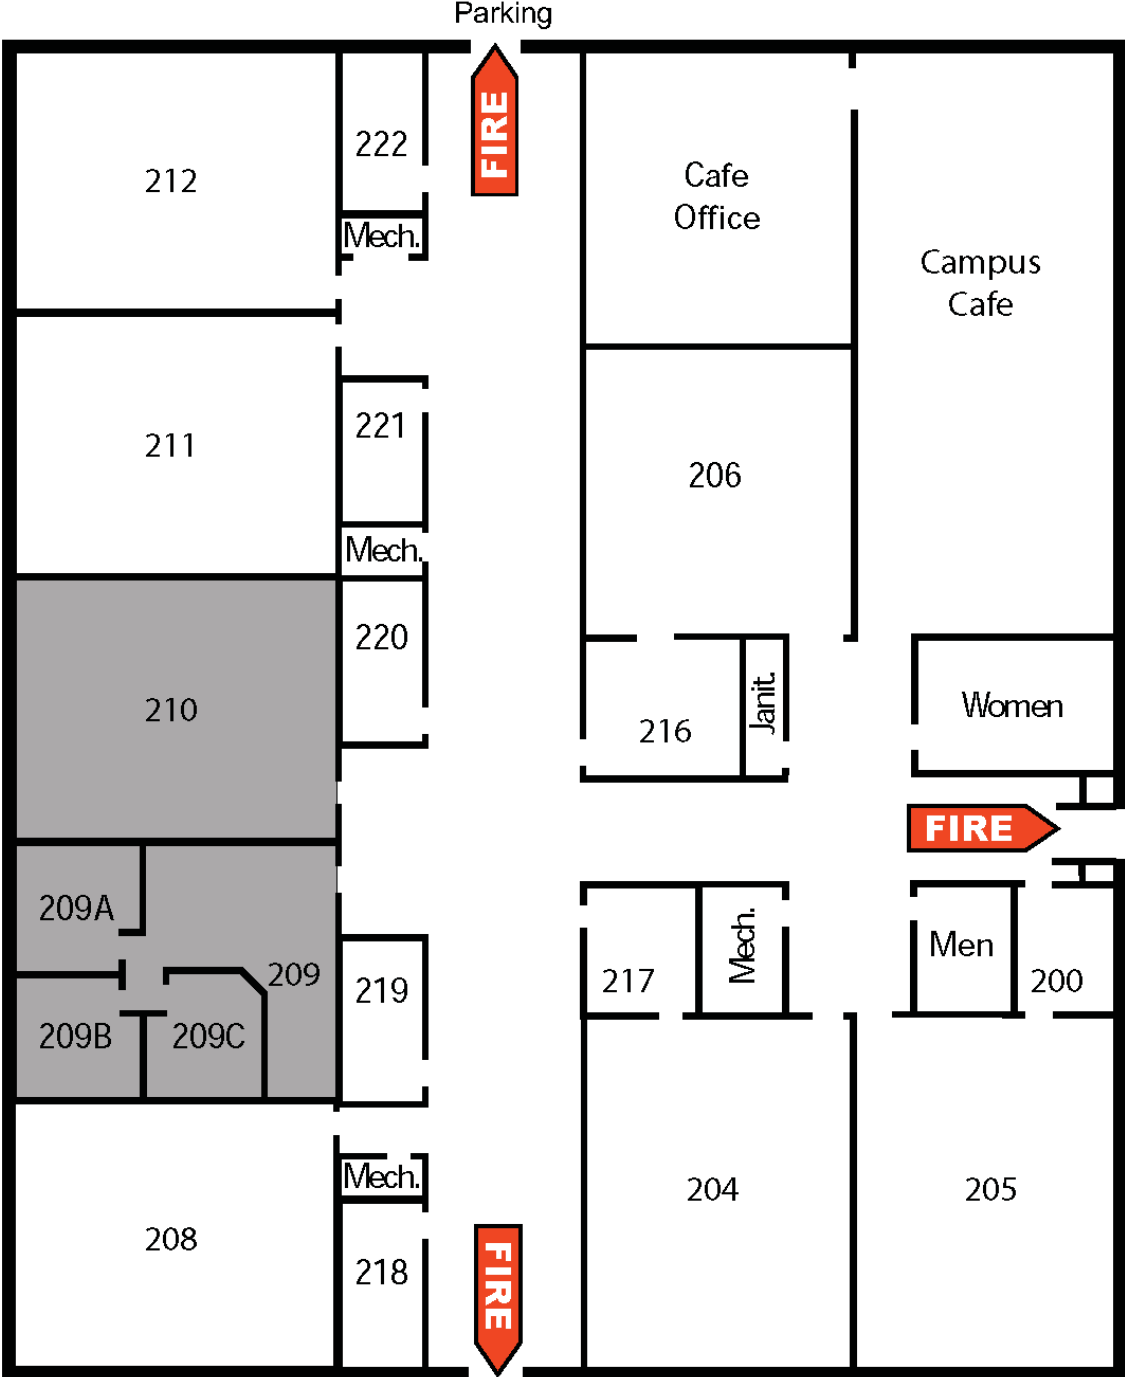 Parking
FIRE
222
212
Cafe
Office
Mech.
Campus
Cafe
221
211
206
Mech.
220
210
216
Janit.
Women
FIRE
209A
209
217
Mech.
Men
200
219
209B
209C
Mech.
204
205
208
218
FIRE